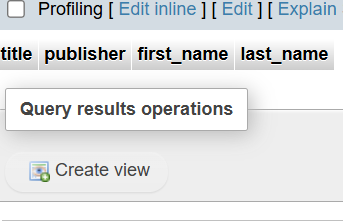 Profiling [ Edit inline ] [ Edit ] [ Explain
title publisher first_name last_name
Query results operations
Create view